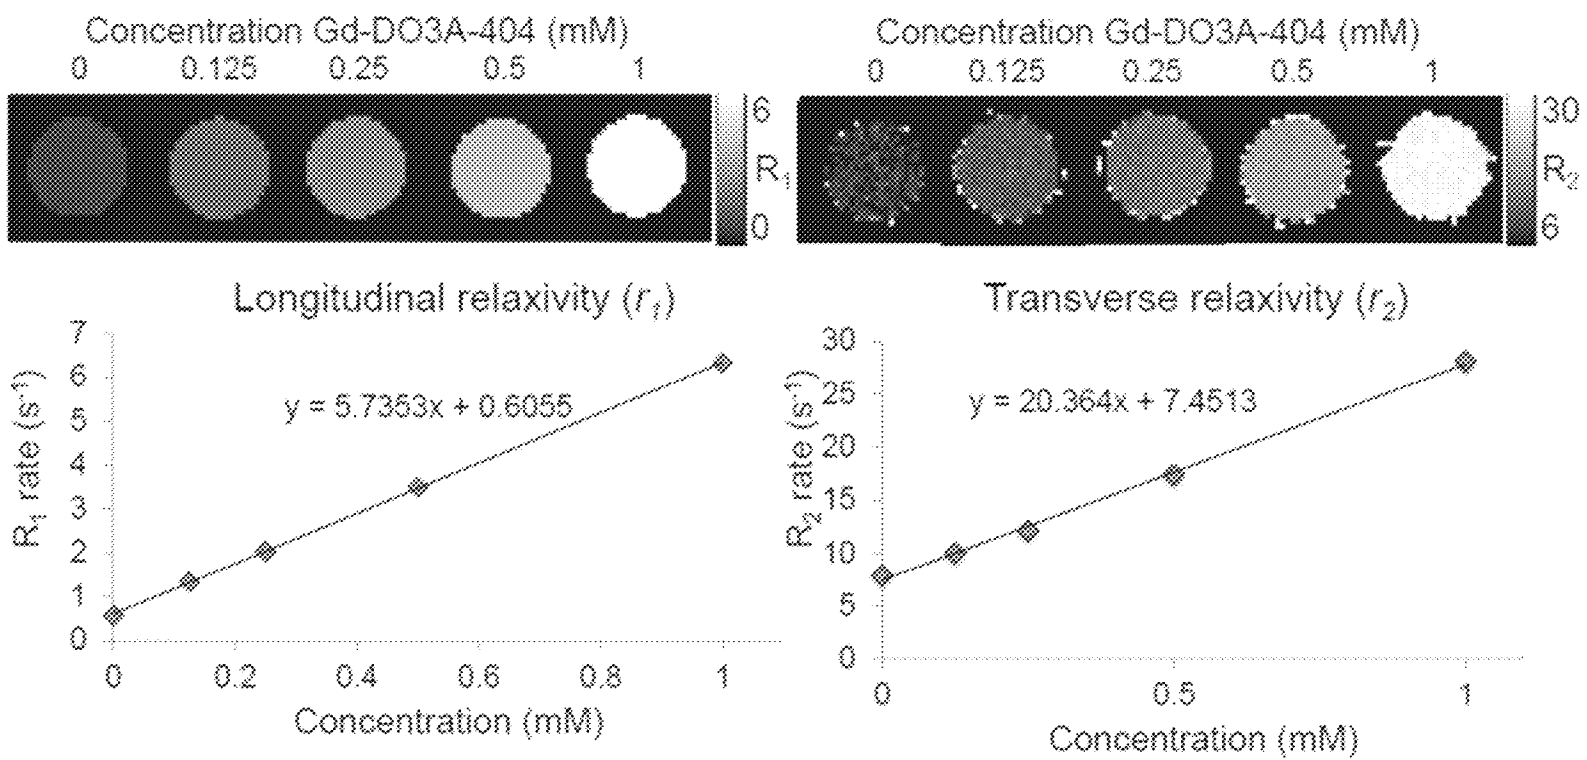 Concentration Gd-DO3A-404 (mM)
0 0.125 0.25 0.5 1
6
R1
0
Concentration Gd-DO3A-404 (mM)
0 0.125 0.25 0.5 1
30
R2
6
Longitudinal relaxivity (r1)
R1 rate (s-1)
7
6
5
4
3
2
1
0
y = 5.7353x + 0.6055
0 0.2 0.4 0.6 0.8 1
Concentration (mM)
Transverse relaxivity (r2)
R2 rate (s-1)
30
25
20
15
10
5
0
y = 20.364x + 7.4513
0 0.5 1
Concentration (mM)